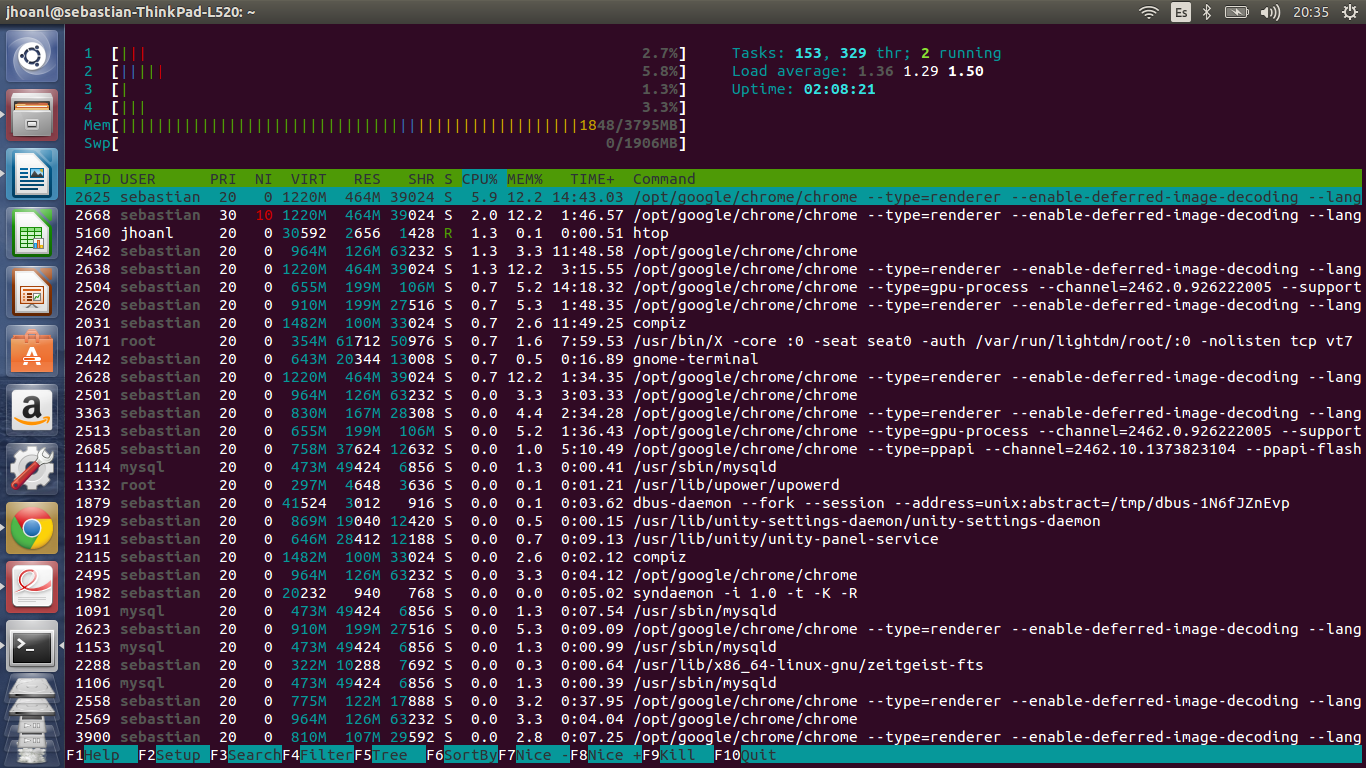 jhoanl@sebastian-ThinkPad-L520: ~ Es 20:35
1 [||| 2.7%] Tasks: 153, 329 thr; 2 running
2 [||||| 5.8%] Load average: 1.36 1.29 1.50
3 [| 1.3%] Uptime: 02:08:21
4 [||| 3.3%]
Mem[|||||||||||||||||||||||||||||||||||||||||||||||||||1848/3795MB]
Swp[ 0/1906MB]
PID USER PRI NI VIRT RES SHR S CPU% MEM% TIME+ Command
2625 sebastian 20 0 1220M 464M 39024 S 5.9 12.2 14:43.03 /opt/google/chrome/chrome --type=renderer --enable-deferred-image-decoding --lang
2668 sebastian 30 10 1220M 464M 39024 S 2.0 12.2 1:46.57 /opt/google/chrome/chrome --type=renderer --enable-deferred-image-decoding --lang
5160 jhoanl 20 0 30592 2656 1428 R 1.3 0.1 0:00.51 htop
2462 sebastian 20 0 964M 126M 63232 S 1.3 3.3 11:48.58 /opt/google/chrome/chrome
2638 sebastian 20 0 1220M 464M 39024 S 1.3 12.2 3:15.55 /opt/google/chrome/chrome --type=renderer --enable-deferred-image-decoding --lang
2504 sebastian 20 0 655M 199M 106M S 0.7 5.2 14:18.32 /opt/google/chrome/chrome --type=gpu-process --channel=2462.0.926222005 --support
2620 sebastian 20 0 910M 199M 27516 S 0.7 5.3 1:48.35 /opt/google/chrome/chrome --type=renderer --enable-deferred-image-decoding --lang
2031 sebastian 20 0 1482M 100M 33024 S 0.7 2.6 11:49.25 compiz
1071 root 20 0 354M 61712 50976 S 0.7 1.6 7:59.53 /usr/bin/X -core :0 -seat seat0 -auth /var/run/lightdm/root/:0 -nolisten tcp vt7
2442 sebastian 20 0 643M 20344 13008 S 0.7 0.5 0:16.89 gnome-terminal
2628 sebastian 20 0 1220M 464M 39024 S 0.7 12.2 1:34.35 /opt/google/chrome/chrome --type=renderer --enable-deferred-image-decoding --lang
2501 sebastian 20 0 964M 126M 63232 S 0.0 3.3 3:03.33 /opt/google/chrome/chrome
3363 sebastian 20 0 830M 167M 28308 S 0.0 4.4 2:34.28 /opt/google/chrome/chrome --type=renderer --enable-deferred-image-decoding --lang
2513 sebastian 20 0 655M 199M 106M S 0.0 5.2 1:36.43 /opt/google/chrome/chrome --type=gpu-process --channel=2462.0.926222005 --support
2685 sebastian 20 0 758M 37624 12632 S 0.0 1.0 5:10.49 /opt/google/chrome/chrome --type=ppapi --channel=2462.10.1373823104 --ppapi-flash
1114 mysql 20 0 473M 49424 6856 S 0.0 1.3 0:00.41 /usr/sbin/mysqld
1332 root 20 0 297M 4648 3636 S 0.0 0.1 0:01.21 /usr/lib/upower/upowerd
1879 sebastian 20 0 41524 3012 916 S 0.0 0.1 0:03.62 dbus-daemon --fork --session --address=unix:abstract=/tmp/dbus-1N6fJZnEvp
1929 sebastian 20 0 869M 19040 12420 S 0.0 0.5 0:00.15 /usr/lib/unity-settings-daemon/unity-settings-daemon
1911 sebastian 20 0 646M 28412 12188 S 0.0 0.7 0:09.13 /usr/lib/unity/unity-panel-service
2115 sebastian 20 0 1482M 100M 33024 S 0.0 2.6 0:02.12 compiz
2495 sebastian 20 0 964M 126M 63232 S 0.0 3.3 0:04.12 /opt/google/chrome/chrome
1982 sebastian 20 0 20232 940 768 S 0.0 0.0 0:05.02 syndaemon -i 1.0 -t -K -R
1091 mysql 20 0 473M 49424 6856 S 0.0 1.3 0:07.54 /usr/sbin/mysqld
2623 sebastian 20 0 910M 199M 27516 S 0.0 5.3 0:09.09 /opt/google/chrome/chrome --type=renderer --enable-deferred-image-decoding --lang
1153 mysql 20 0 473M 49424 6856 S 0.0 1.3 0:00.99 /usr/sbin/mysqld
2288 sebastian 20 0 322M 10288 7692 S 0.0 0.3 0:00.64 /usr/lib/x86_64-linux-gnu/zeitgeist-fts
1106 mysql 20 0 473M 49424 6856 S 0.0 1.3 0:00.39 /usr/sbin/mysqld
2558 sebastian 20 0 775M 122M 17888 S 0.0 3.2 0:37.95 /opt/google/chrome/chrome --type=renderer --enable-deferred-image-decoding --lang
2569 sebastian 20 0 964M 126M 63232 S 0.0 3.3 0:04.04 /opt/google/chrome/chrome
3900 sebastian 20 0 810M 107M 29592 S 0.0 2.8 0:07.25 /opt/google/chrome/chrome --type=renderer --enable-deferred-image-decoding --lang
F1Help F2Setup F3SearchF4FilterF5Tree F6SortByF7Nice -F8Nice +F9Kill F10Quit